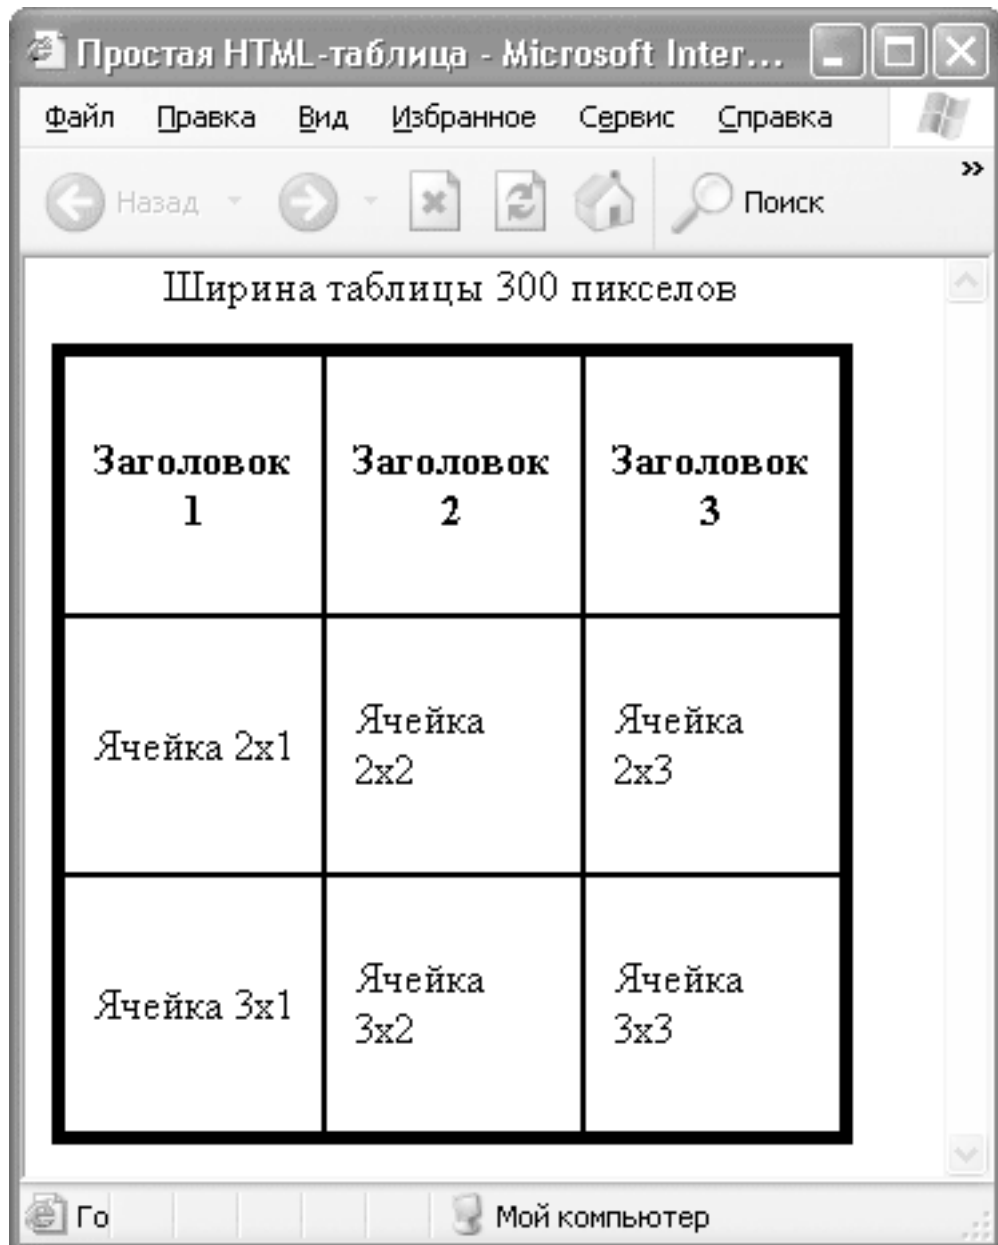 Простая HTML-таблица - Microsoft Inter...
Файл Правка Вид Избранное Сервис Справка
Назад Поиск »
Ширина таблицы 300 пикселов
Заголовок 1
Заголовок 2
Заголовок 3
Ячейка 2x1
Ячейка 2x2
Ячейка 2x3
Ячейка 3x1
Ячейка 3x2
Ячейка 3x3
Го Мой компьютер